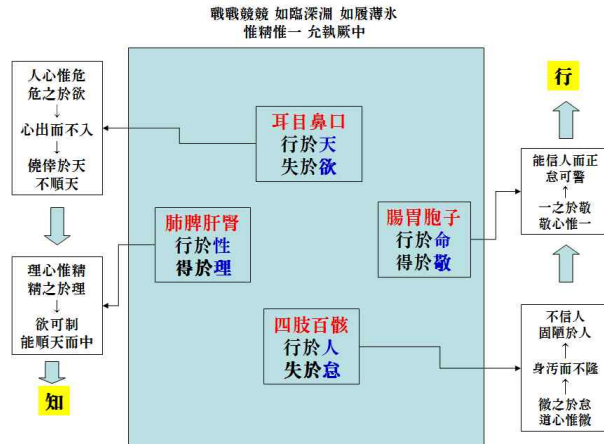 戰戰競競 如臨深淵 如履薄氷
惟精惟一 允執厥中
人心惟危
危之於欲
↓
心出而不入
↓
僥倖於天
不順天
理心惟精
精之於理
↓
欲可制
能順天而中
知
耳目鼻口
行於天
失於欲
肺脾肝腎
行於性
得於理
腸胃胞子
行於命
得於敬
四肢百骸
行於人
失於怠
行
能信人而正
怠可警
↑
一之於敬
敬心惟一
不信人
固陋於人
↑
身汚而不隆
↑
微之於怠
道心惟微